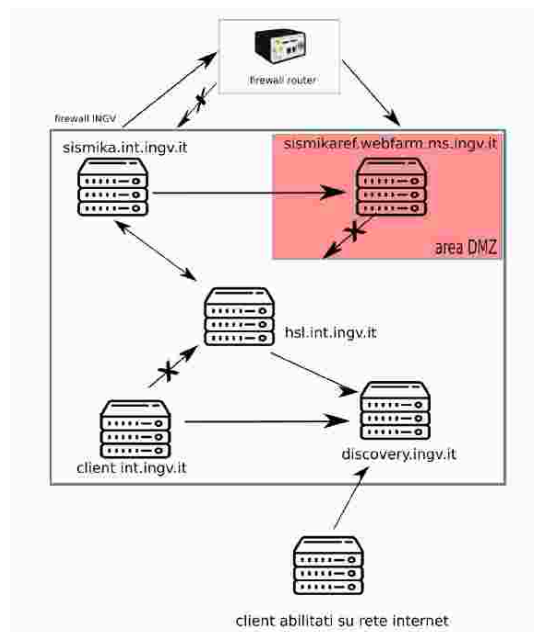 firewall router
firewall INGV
sismika.int.ingv.it
sismikaref.webfarm.ms.ingv.it
area DMZ
hsl.int.ingv.it
client int.ingv.it
discovery.ingv.it
client abilitati su rete internet